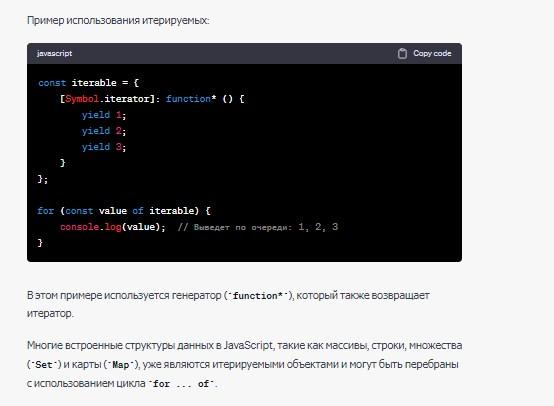 Пример использования итерируемых:
javascript Copy code
const iterable = {
[Symbol.iterator]: function* () {
yield 1;
yield 2;
yield 3;
}
};
for (const value of iterable) {
console.log(value); // Выведет по очереди: 1, 2, 3
}
В этом примере используется генератор (`function*`), который также возвращает
итератор.
Многие встроенные структуры данных в JavaScript, такие как массивы, строки, множества
(`Set`) и карты (`Map`), уже являются итерируемыми объектами и могут быть перебраны
с использованием цикла `for ... of`.